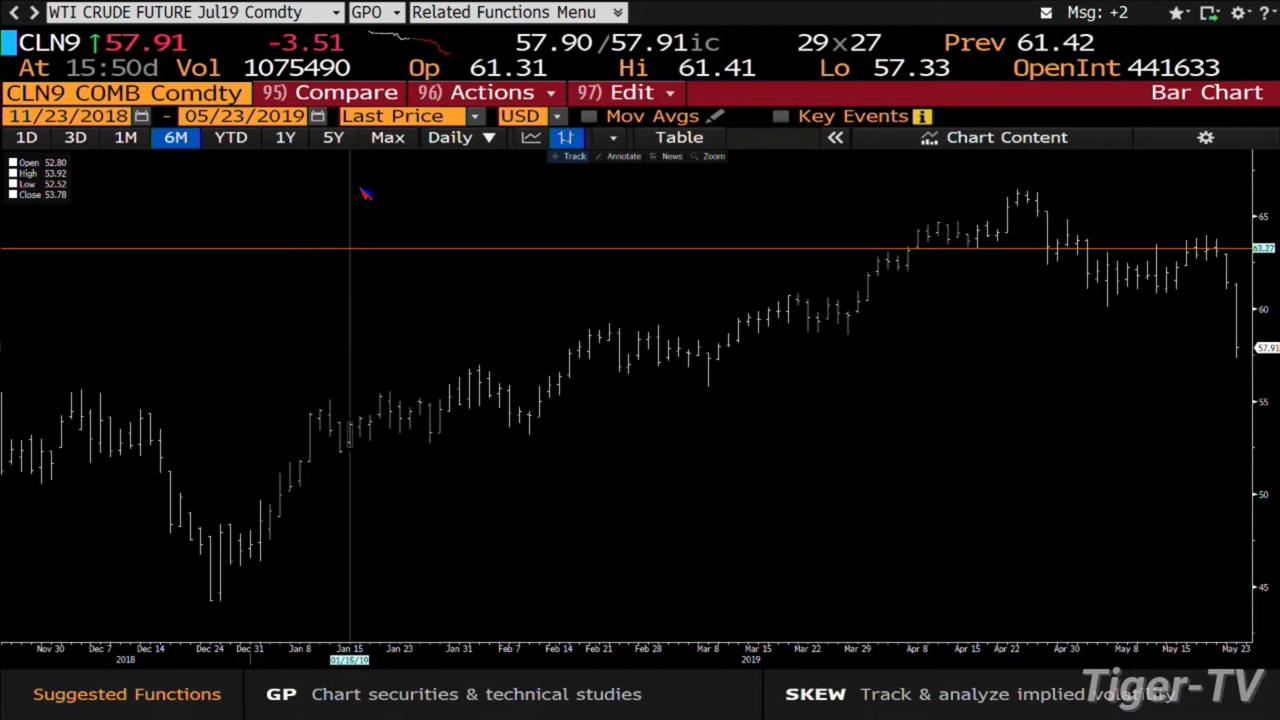 WTI CRUDE FUTURE Jul19 Comdty GPO Related Functions Menu Msg: +2 ?
CLN9 ↑57.91 -3.51 57.90/57.91ic 29x27 Prev 61.42
At 15:50d Vol 1075490 Op 61.31 Hi 61.41 Lo 57.33 OpenInt 441633
CLN9 COMB Comdty 95) Compare 96) Actions 97) Edit Bar Chart
11/23/2018 - 05/23/2019 Last Price USD Mov Avgs Key Events i
1D 3D 1M 6M YTD 1Y 5Y Max Daily ▼ Table « Chart Content
Track Annotate News Zoom
Open 52.80
High 53.92
Low 52.52
Close 53.78
65
63.27
60
57.91
55
50
45
Nov 30 Dec 7 Dec 14 Dec 24 Dec 31 Jan 8 Jan 15 Jan 23 Jan 31 Feb 7 Feb 14 Feb 21 Feb 28 Mar 8 Mar 15 Mar 22 Mar 29 Apr 8 Apr 15 Apr 23 Apr 30 May 8 May 15 May 23
2018 01/15/19 2019
Suggested Functions GP Chart securities & technical studies SKEW Track & analyze implied volatility
Tiger-TV